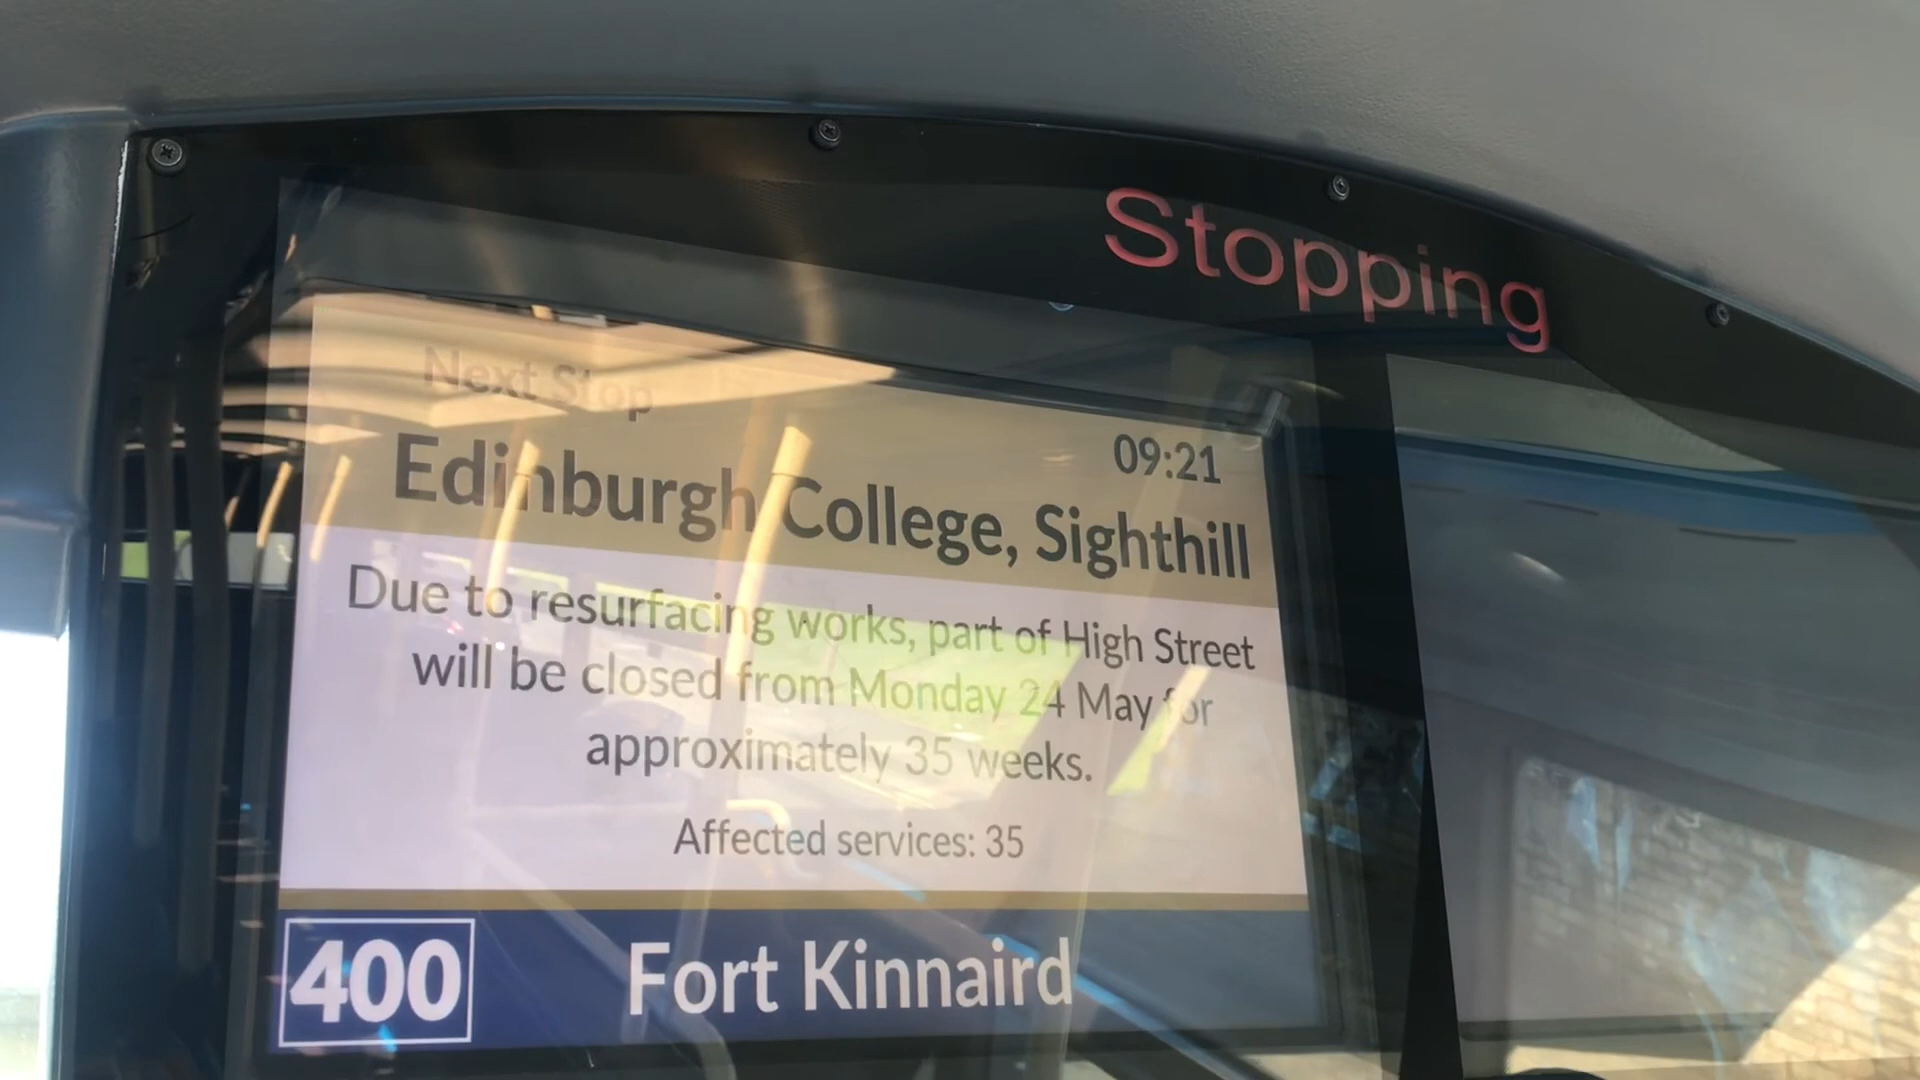 Stopping
Next Stop
09:21
Edinburgh College, Sighthill
Due to resurfacing works, part of High Street
will be closed from Monday 24 May for
approximately 35 weeks.
Affected services: 35
400 Fort Kinnaird